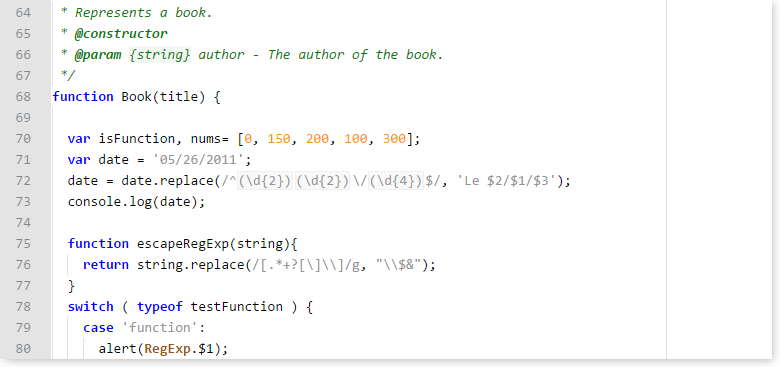 64 * Represents a book.
65 * @constructor
66 * @param {string} author - The author of the book.
67 */
68 function Book(title) {
69
70 var isFunction, nums= [0, 150, 200, 100, 300];
71 var date = '05/26/2011';
72 date = date.replace(/^(\d{2})(\d{2})\/(\d{4})$/, 'Le $2/$1/$3');
73 console.log(date);
74
75 function escapeRegExp(string){
76 return string.replace(/[.*+?[\]\\]/g, "\\$&");
77 }
78 switch ( typeof testFunction ) {
79 case 'function':
80 alert(RegExp.$1);